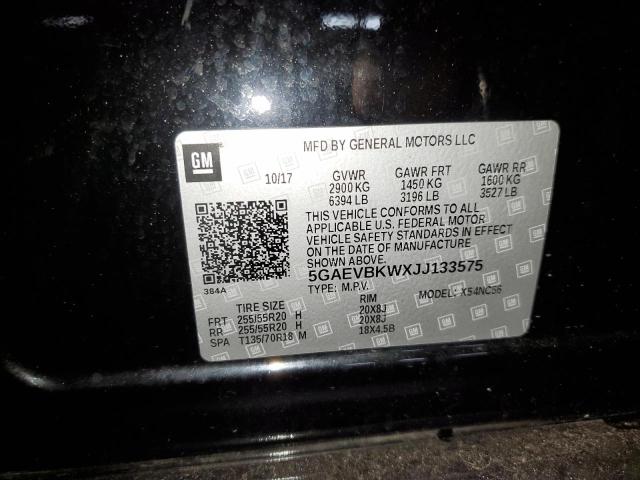 GM
MFD BY GENERAL MOTORS LLC
10/17
GVWR GAWR FRT GAWR RR
2900 KG 1450 KG 1600 KG
6394 LB 3196 LB 3527 LB
THIS VEHICLE CONFORMS TO ALL
APPLICABLE U.S. FEDERAL MOTOR
VEHICLE SAFETY STANDARDS IN EFFECT
ON THE DATE OF MANUFACTURE
SHOWN ABOVE.
5GAEVBKWXJJ133575
384A
TYPE: M.P.V. MODEL: X54NC56
TIRE SIZE RIM
FRT 255/55R20 H 20X8J
RR 255/55R20 H 20X8J
SPA T135/70R18 M 18X4.5B